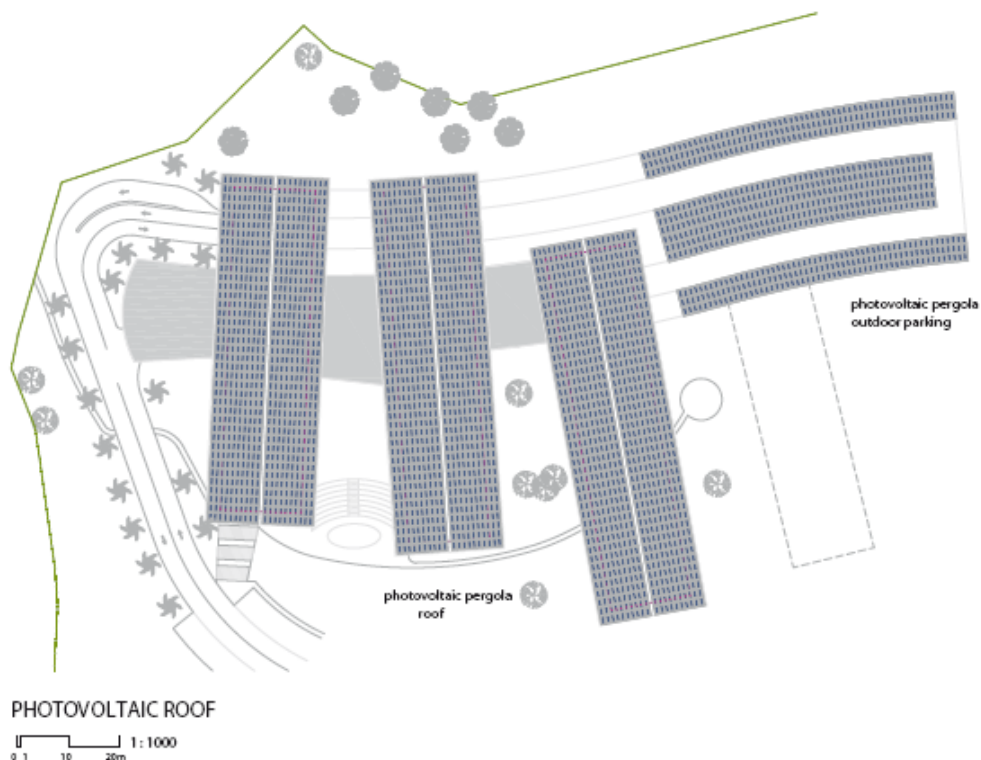 photovoltaic pergola
outdoor parking
photovoltaic pergola
roof
PHOTOVOLTAIC ROOF
1 : 1000
0 1 10 20m